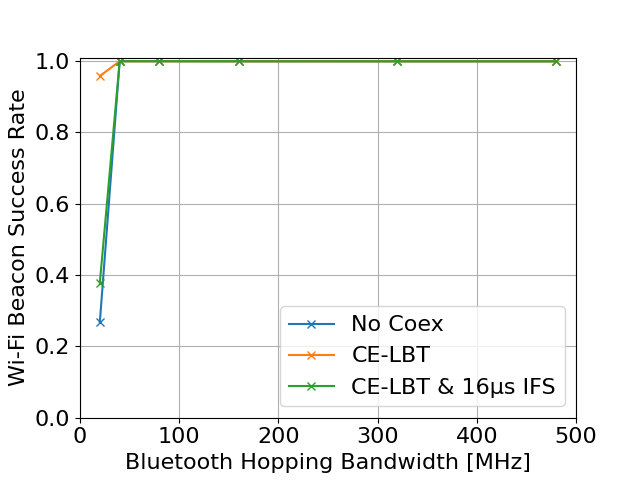 1.0
0.8
0.6
0.4
0.2
0.0
Wi-Fi Beacon Success Rate
No Coex
CE-LBT
CE-LBT & 16µs IFS
0 100 200 300 400 500
Bluetooth Hopping Bandwidth [MHz]